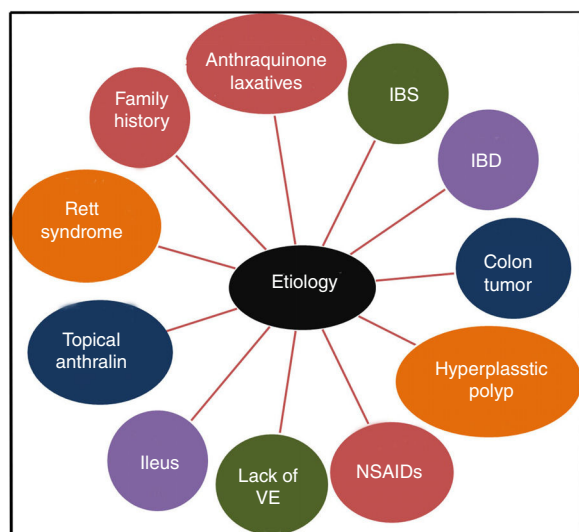 Anthraquinone
laxatives
IBS
IBD
Colon
tumor
Hyperplasstic
polyp
NSAIDs
Lack of
VE
Ileus
Topical
anthralin
Rett
syndrome
Family
history
Etiology